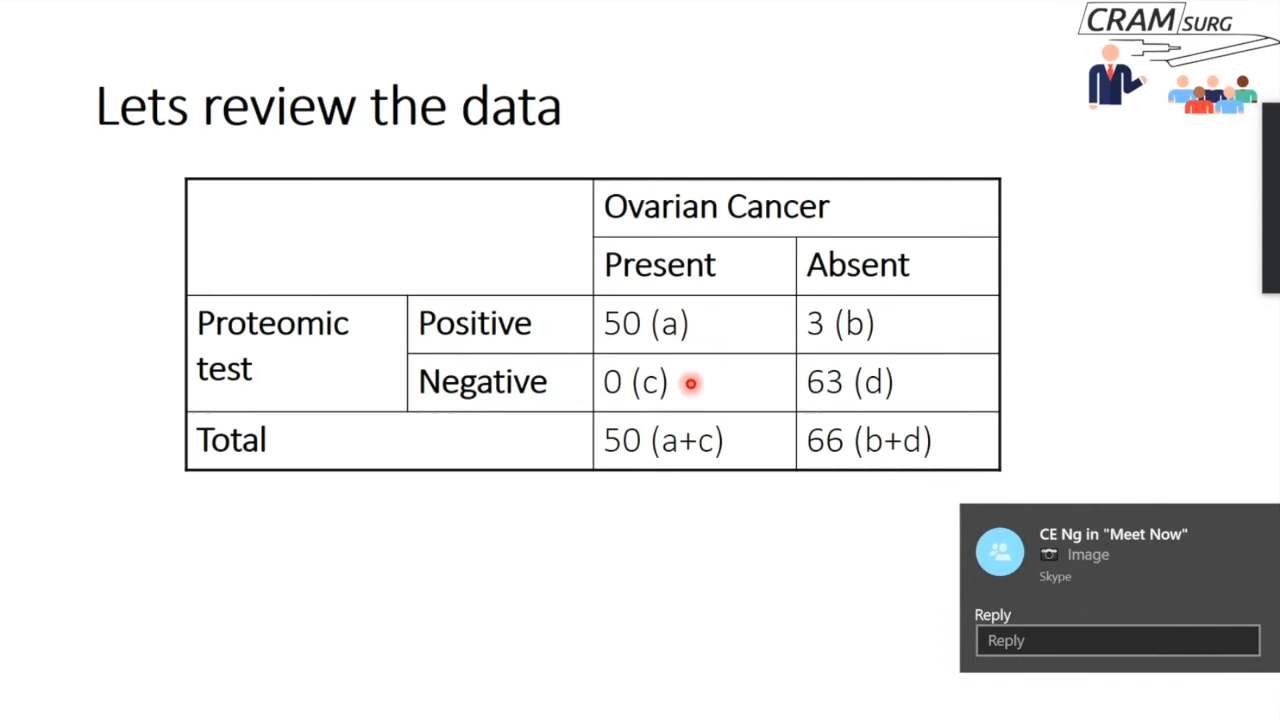 CRAM SURG
Lets review the data
Ovarian Cancer
Present Absent
Proteomic test Positive 50 (a) 3 (b)
Negative 0 (c) 63 (d)
Total 50 (a+c) 66 (b+d)
CE Ng in "Meet Now"
Image
Skype
Reply
Reply